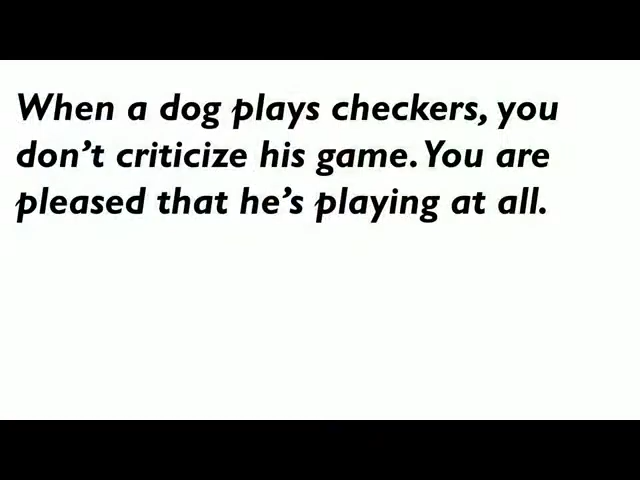 When a dog plays checkers, you
don’t criticize his game. You are
pleased that he’s playing at all.